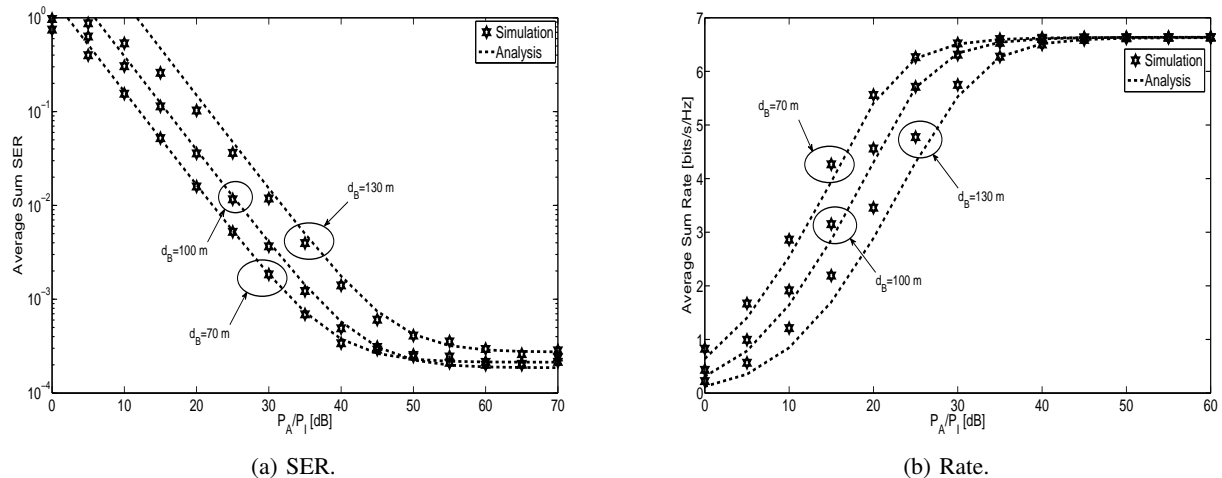 Average Sum SER
10^0
10^−1
10^−2
10^−3
10^−4
Simulation
Analysis
d_B=130 m
d_B=100 m
d_B=70 m
0 10 20 30 40 50 60 70
P_A/P_I [dB]
(a) SER.
Average Sum Rate [bits/s/Hz]
7
6
5
4
3
2
1
0
Simulation
Analysis
d_B=70 m
d_B=130 m
d_B=100 m
0 10 20 30 40 50 60
P_A/P_I [dB]
(b) Rate.